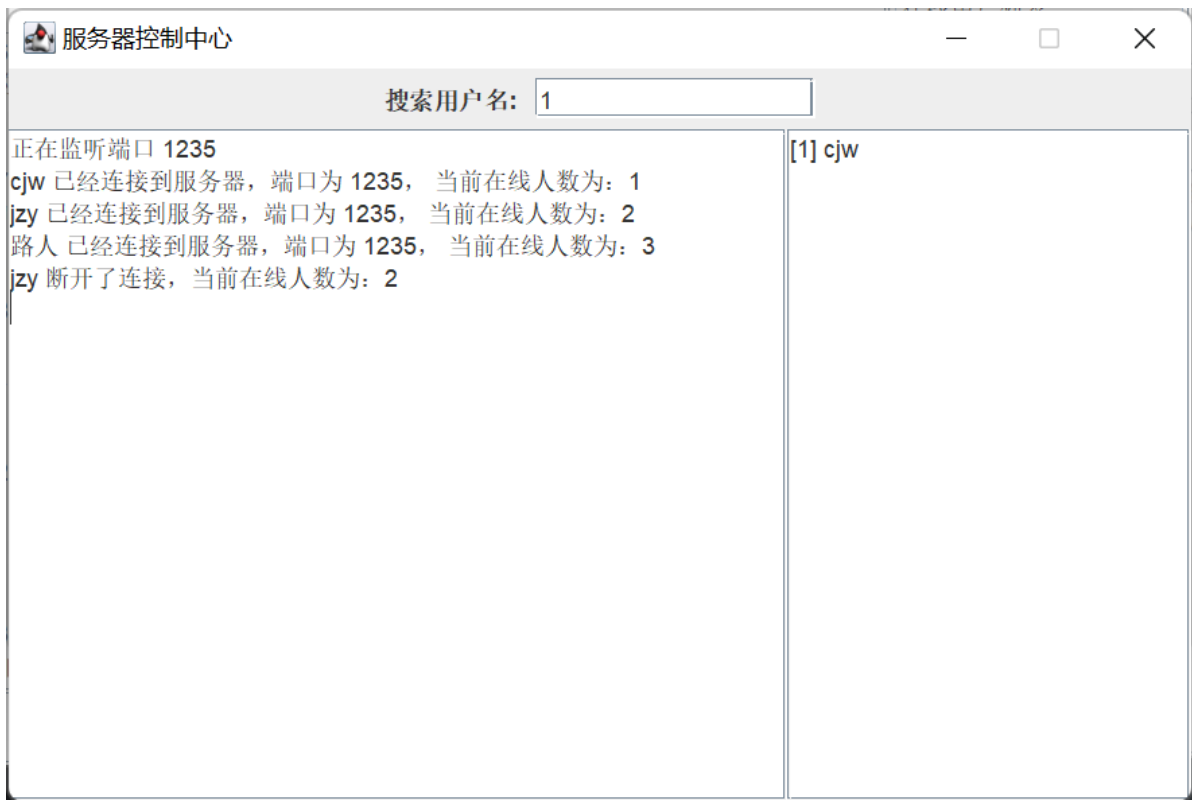 服务器控制中心
搜索用户名: 1
正在监听端口 1235
cjw 已经连接到服务器，端口为 1235， 当前在线人数为：1
jzy 已经连接到服务器，端口为 1235， 当前在线人数为：2
路人 已经连接到服务器，端口为 1235， 当前在线人数为：3
jzy 断开了连接，当前在线人数为：2
[1] cjw